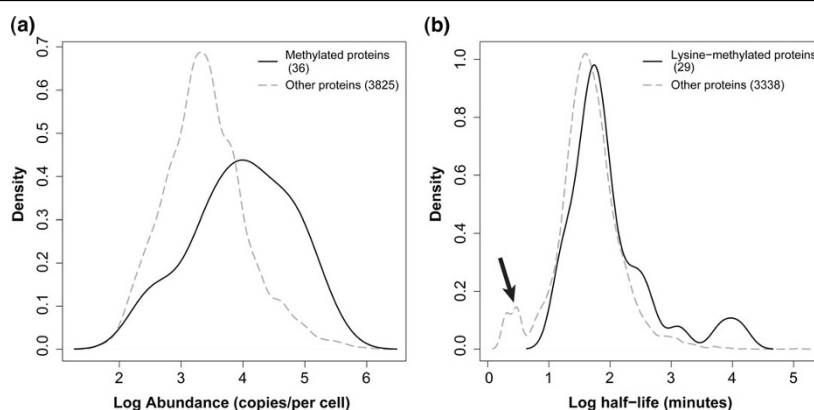 (a)
Methylated proteins
(36)
Other proteins (3825)
Density
0.0 0.1 0.2 0.3 0.4 0.5 0.6 0.7
2 3 4 5 6
Log Abundance (copies/per cell)
(b)
Lysine-methylated proteins
(29)
Other proteins (3338)
Density
0.0 0.2 0.4 0.6 0.8 1.0
0 1 2 3 4 5
Log half-life (minutes)